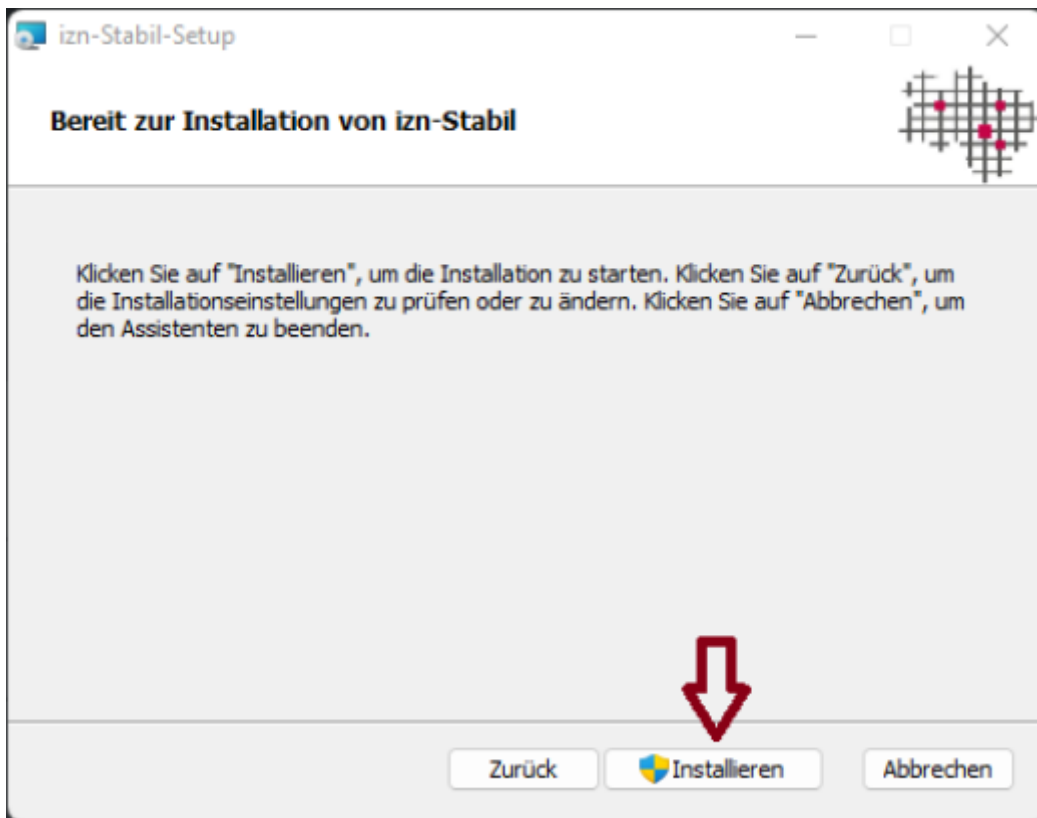 izn-Stabil-Setup
Bereit zur Installation von izn-Stabil
Klicken Sie auf "Installieren", um die Installation zu starten. Klicken Sie auf "Zurück", um
die Installationseinstellungen zu prüfen oder zu ändern. Klicken Sie auf "Abbrechen", um
den Assistenten zu beenden.
Zurück
Installieren
Abbrechen